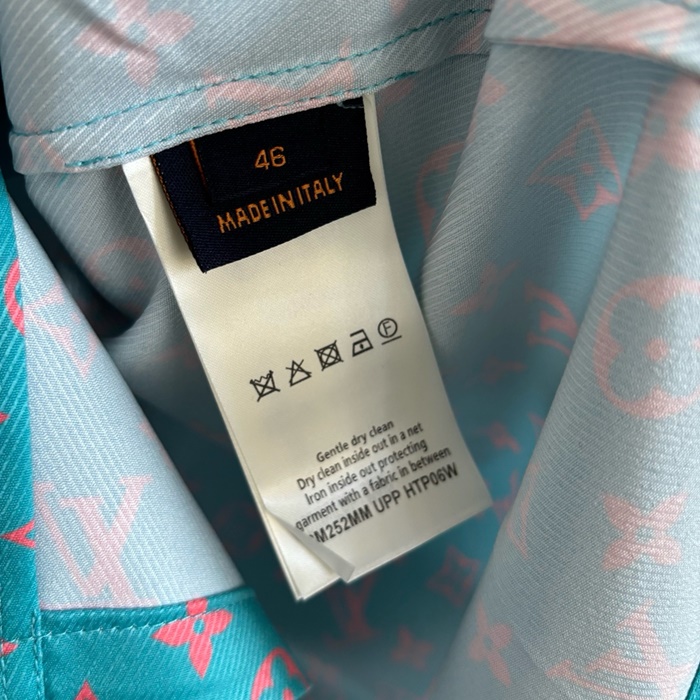 46
MADE IN ITALY
F
Gentle dry clean
Dry clean inside out in a net
Iron inside out protecting
garment with a fabric in between
M252MM UPP HTP06W